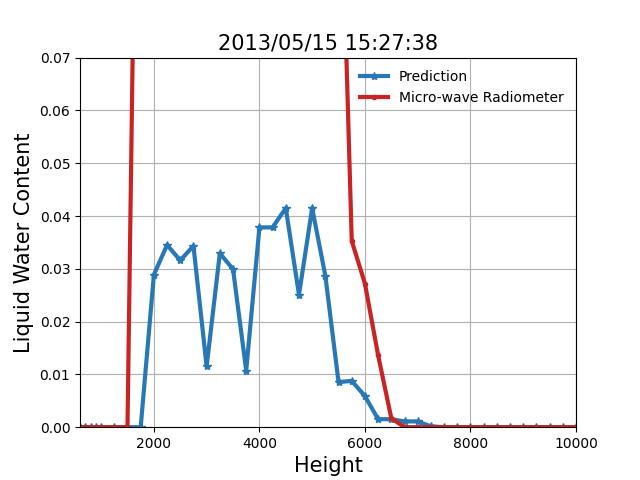 2013/05/15 15:27:38
Prediction
Micro-wave Radiometer
Liquid Water Content
0.07
0.06
0.05
0.04
0.03
0.02
0.01
0.00
2000 4000 6000 8000 10000
Height